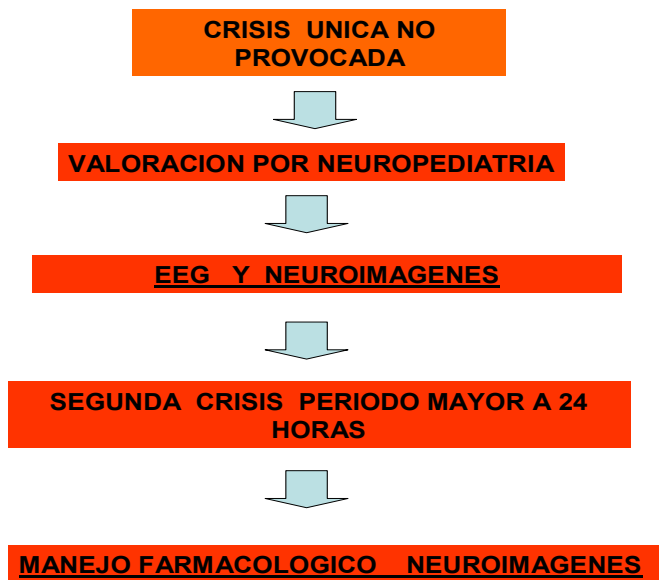 CRISIS UNICA NO
PROVOCADA
VALORACION POR NEUROPEDIATRIA
EEG Y NEUROIMAGENES
SEGUNDA CRISIS PERIODO MAYOR A 24
HORAS
MANEJO FARMACOLOGICO NEUROIMAGENES